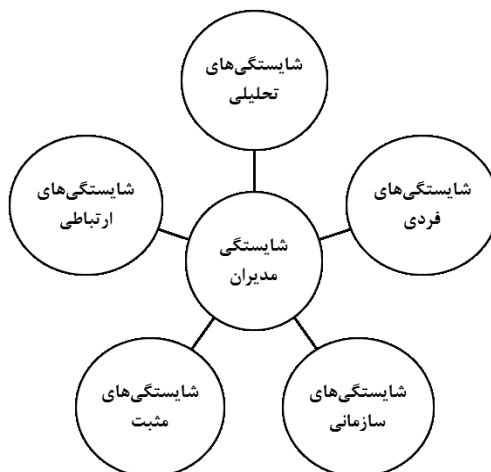 شایستگی‌های
تحلیلی
شایستگی‌های
فردی
شایستگی‌های
ارتباطی
شایستگی
مدیران
شایستگی‌های
سازمانی
شایستگی‌های
مثبت